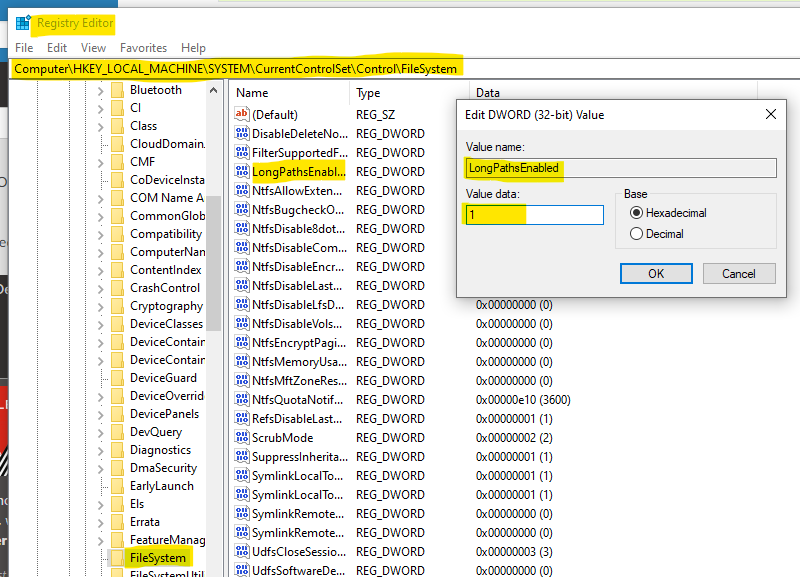 Registry Editor
File Edit View Favorites Help
Computer\HKEY_LOCAL_MACHINE\SYSTEM\CurrentControlSet\Control\FileSystem
Bluetooth
CI
Class
CloudDomain
CMF
CoDeviceInsta
COM Name A
CommonGlob
Compatibility
ComputerNan
ContentIndex
CrashControl
Cryptography
DeviceClasses
DeviceContain
DeviceContain
DeviceGuard
DeviceOverrid
DevicePanels
DevQuery
Diagnostics
DmaSecurity
EarlyLaunch
Els
Errata
FeatureManag
FileSystem
FileSystemUtil
Name Type Data
ab (Default) REG_SZ
DisableDeleteNo... REG_DWORD
FilterSupportedF... REG_DWORD
LongPathsEnabl... REG_DWORD
NtfsAllowExten... REG_DWORD
NtfsBugcheckO... REG_DWORD
NtfsDisable8dot... REG_DWORD
NtfsDisableCom... REG_DWORD
NtfsDisableEncr... REG_DWORD
NtfsDisableLast... REG_DWORD
NtfsDisableLfsD... REG_DWORD 0x00000000 (0)
NtfsDisableVols... REG_DWORD 0x00000000 (0)
NtfsEncryptPagi... REG_DWORD 0x00000000 (0)
NtfsMemoryUsa... REG_DWORD 0x00000000 (0)
NtfsMftZoneRes... REG_DWORD 0x00000000 (0)
NtfsQuotaNotif... REG_DWORD 0x00000e10 (3600)
RefsDisableLast... REG_DWORD 0x00000001 (1)
ScrubMode REG_DWORD 0x00000002 (2)
SuppressInherita... REG_DWORD 0x00000001 (1)
SymlinkLocalTo... REG_DWORD 0x00000001 (1)
SymlinkLocalTo... REG_DWORD 0x00000001 (1)
SymlinkRemote... REG_DWORD 0x00000000 (0)
SymlinkRemote... REG_DWORD 0x00000000 (0)
UdfsCloseSessio... REG_DWORD 0x00000003 (3)
UdfsSoftwareDe... REG_DWORD 0x00000000 (0)
Edit DWORD (32-bit) Value
Value name:
LongPathsEnabled
Value data:
1
Base
Hexadecimal
Decimal
OK Cancel